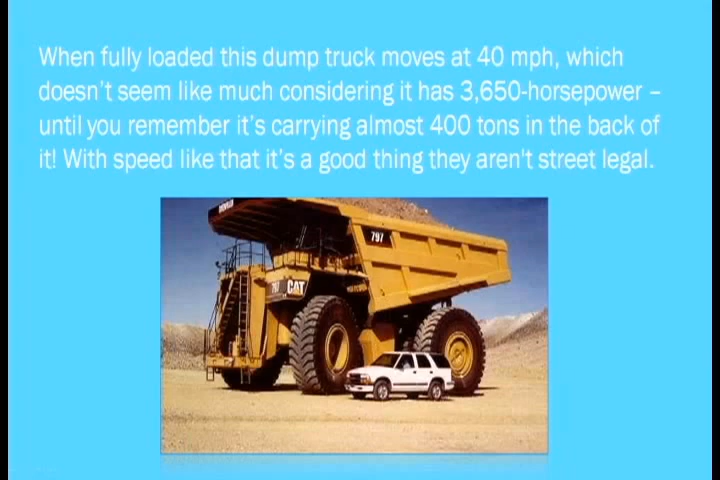 When fully loaded this dump truck moves at 40 mph, which
doesn't seem like much considering it has 3,650-horsepower –
until you remember it's carrying almost 400 tons in the back of
it! With speed like that it's a good thing they aren't street legal.
797
797 CAT